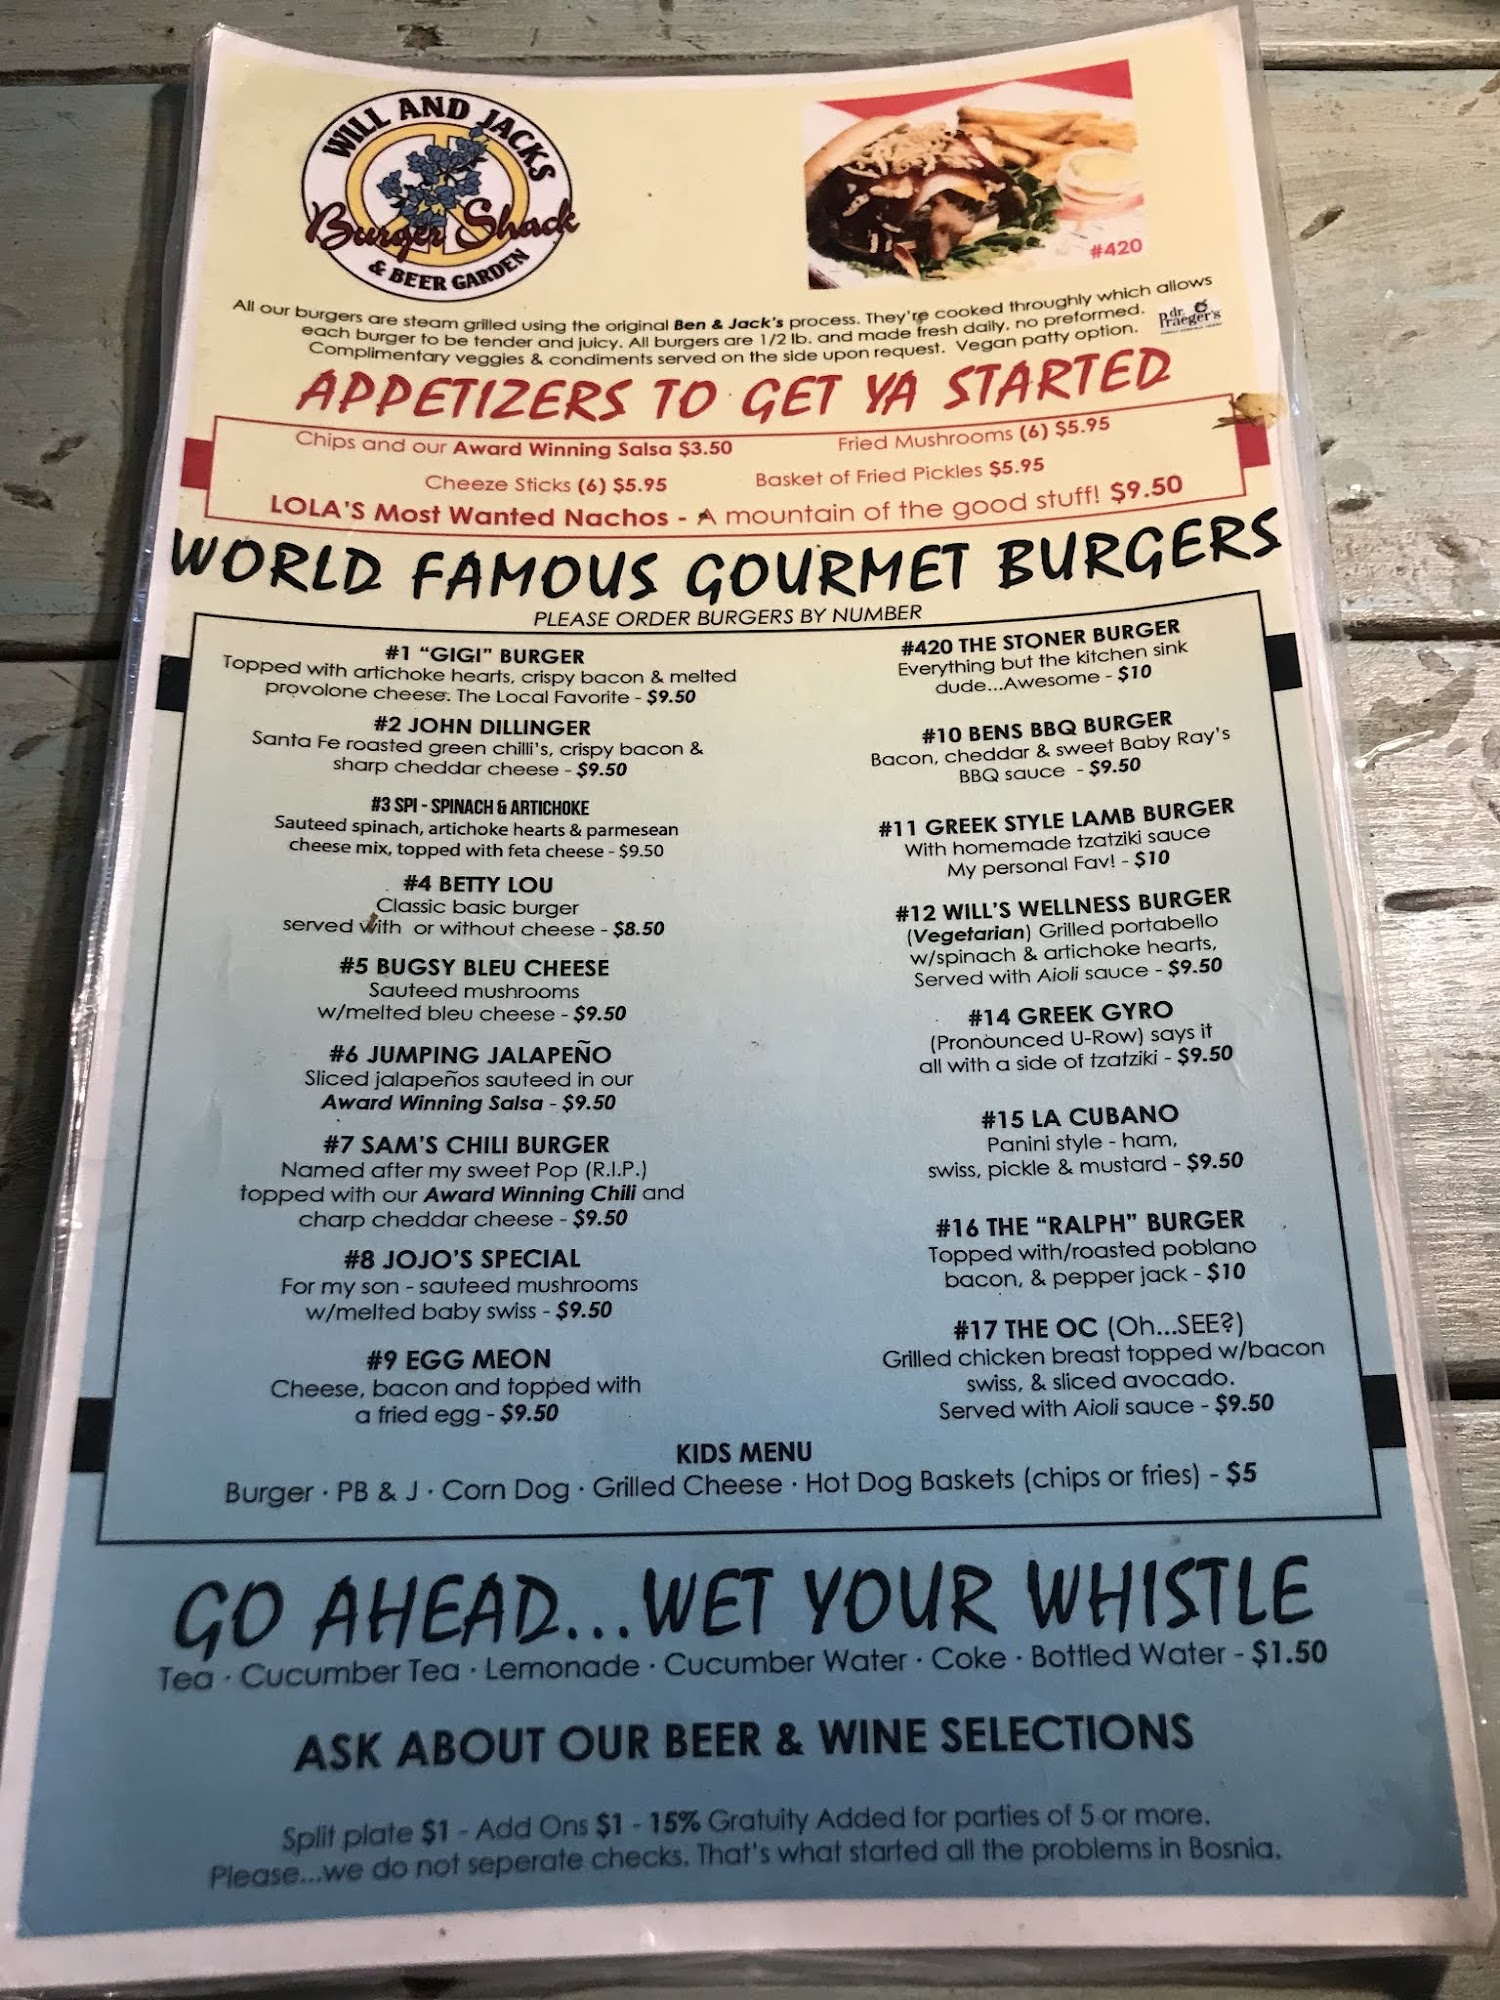 WILL AND JACKS
Burger Shack
& BEER GARDEN
#420
All our burgers are steam grilled using the original Ben & Jack's process. They're cooked throughly which allows
each burger to be tender and juicy. All burgers are 1/2 lb. and made fresh daily, no preformed.
Complimentary veggies & condiments served on the side upon request. Vegan patty option.
dr. Praeger's
APPETIZERS TO GET YA STARTED
Chips and our Award Winning Salsa $3.50
Fried Mushrooms (6) $5.95
Cheeze Sticks (6) $5.95
Basket of Fried Pickles $5.95
LOLA'S Most Wanted Nachos - A mountain of the good stuff! $9.50
WORLD FAMOUS GOURMET BURGERS
PLEASE ORDER BURGERS BY NUMBER
#1 "GIGI" BURGER
Topped with artichoke hearts, crispy bacon & melted
provolone cheese. The Local Favorite - $9.50
#2 JOHN DILLINGER
Santa Fe roasted green chilli's, crispy bacon &
sharp cheddar cheese - $9.50
#3 SPI - SPINACH & ARTICHOKE
Sauteed spinach, artichoke hearts & parmesean
cheese mix, topped with feta cheese - $9.50
#4 BETTY LOU
Classic basic burger
served with or without cheese - $8.50
#5 BUGSY BLEU CHEESE
Sauteed mushrooms
w/melted bleu cheese - $9.50
#6 JUMPING JALAPEÑO
Sliced jalapeños sauteed in our
Award Winning Salsa - $9.50
#7 SAM'S CHILI BURGER
Named after my sweet Pop (R.I.P.)
topped with our Award Winning Chili and
charp cheddar cheese - $9.50
#8 JOJO'S SPECIAL
For my son - sauteed mushrooms
w/melted baby swiss - $9.50
#9 EGG MEON
Cheese, bacon and topped with
a fried egg - $9.50
#420 THE STONER BURGER
Everything but the kitchen sink
dude...Awesome - $10
#10 BENS BBQ BURGER
Bacon, cheddar & sweet Baby Ray's
BBQ sauce - $9.50
#11 GREEK STYLE LAMB BURGER
With homemade tzatziki sauce
My personal Fav! - $10
#12 WILL'S WELLNESS BURGER
(Vegetarian) Grilled portabello
w/spinach & artichoke hearts,
Served with Aioli sauce - $9.50
#14 GREEK GYRO
(Pronounced U-Row) says it
all with a side of tzatziki - $9.50
#15 LA CUBANO
Panini style - ham,
swiss, pickle & mustard - $9.50
#16 THE "RALPH" BURGER
Topped with/roasted poblano
bacon, & pepper jack - $10
#17 THE OC (Oh...SEE?)
Grilled chicken breast topped w/bacon
swiss, & sliced avocado.
Served with Aioli sauce - $9.50
KIDS MENU
Burger · PB & J · Corn Dog · Grilled Cheese · Hot Dog Baskets (chips or fries) - $5
GO AHEAD...WET YOUR WHISTLE
Tea · Cucumber Tea · Lemonade · Cucumber Water · Coke · Bottled Water - $1.50
ASK ABOUT OUR BEER & WINE SELECTIONS
Split plate $1 - Add Ons $1 - 15% Gratuity Added for parties of 5 or more.
Please...we do not seperate checks. That's what started all the problems in Bosnia.